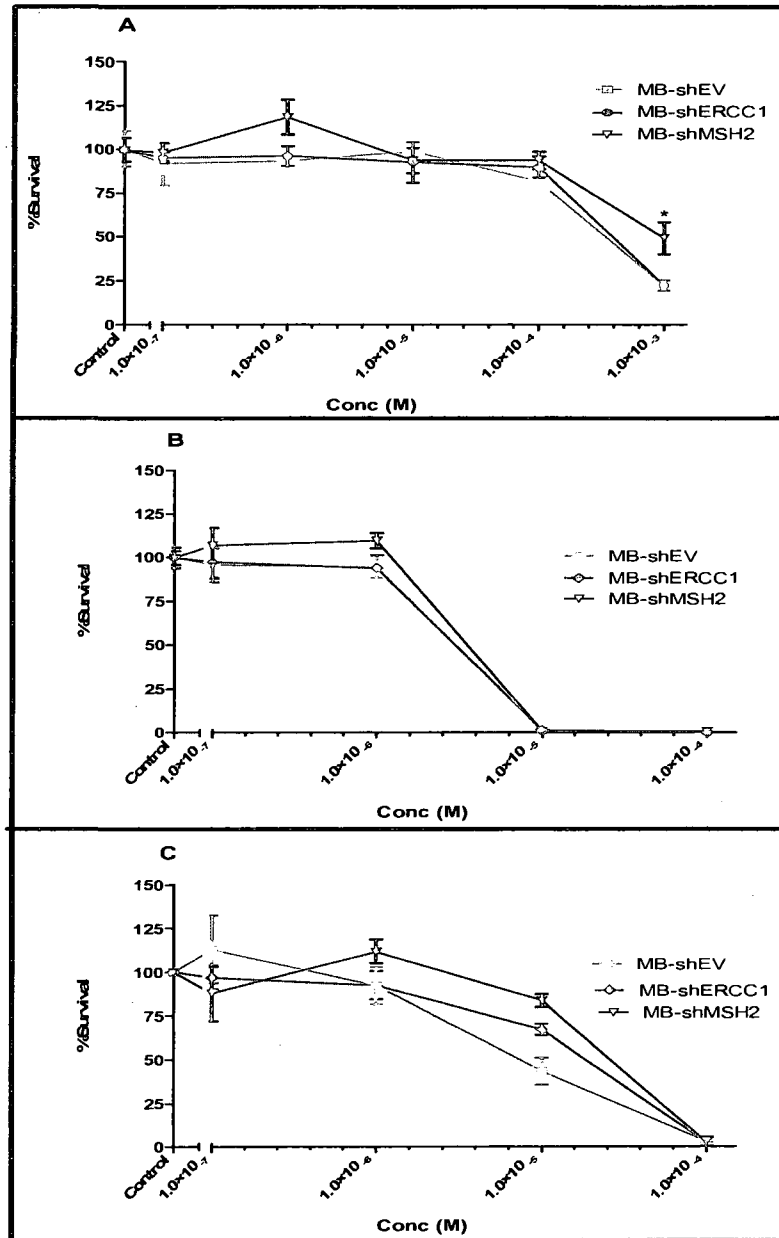 A
150
125
100
75
50
25
0
%Survival
MB-shEV
MB-shERCC1
MB-shMSH2
*
Control
1.0×10-7
1.0×10-6
1.0×10-5
1.0×10-4
1.0×10-3
Conc (M)
B
150
125
100
75
50
25
0
%Survival
MB-shEV
MB-shERCC1
MB-shMSH2
Control
1.0×10-7
1.0×10-6
1.0×10-5
1.0×10-4
Conc (M)
C
150
125
100
75
50
25
0
%Survival
MB-shEV
MB-shERCC1
MB-shMSH2
Control
1.0×10-7
1.0×10-6
1.0×10-5
1.0×10-4
Conc (M)